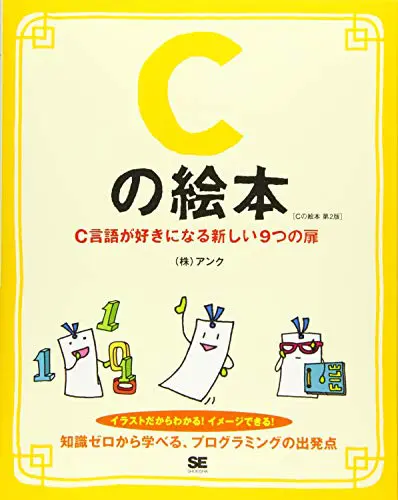 C
の絵本
[Cの絵本 第2版]
C言語が好きになる新しい9つの扉
(株)アンク
1 1 1 9
FILE
イラストだからわかる！イメージできる！
知識ゼロから学べる、プログラミングの出発点
SE
SHOEISHA